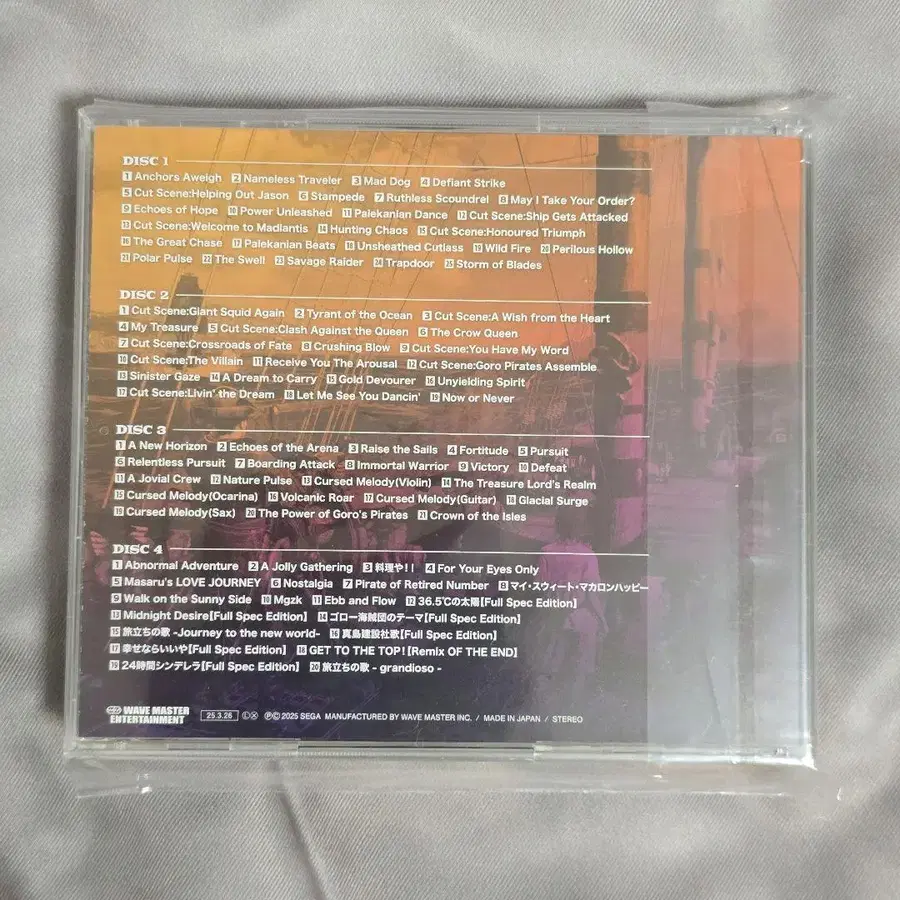 DISC 1
1 Anchors Aweigh 2 Nameless Traveler 3 Mad Dog 4 Defiant Strike
5 Cut Scene:Helping Out Jason 6 Stampede 7 Ruthless Scoundrel 8 May I Take Your Order?
9 Echoes of Hope 10 Power Unleashed 11 Palekanian Dance 12 Cut Scene:Ship Gets Attacked
13 Cut Scene:Welcome to Madlantis 14 Hunting Chaos 15 Cut Scene:Honoured Triumph
16 The Great Chase 17 Palekanian Beats 18 Unsheathed Cutlass 19 Wild Fire 20 Perilous Hollow
21 Polar Pulse 22 The Swell 23 Savage Raider 24 Trapdoor 25 Storm of Blades
DISC 2
1 Cut Scene:Giant Squid Again 2 Tyrant of the Ocean 3 Cut Scene:A Wish from the Heart
4 My Treasure 5 Cut Scene:Clash Against the Queen 6 The Crow Queen
7 Cut Scene:Crossroads of Fate 8 Crushing Blow 9 Cut Scene:You Have My Word
10 Cut Scene:The Villain 11 Receive You The Arousal 12 Cut Scene:Goro Pirates Assemble
13 Sinister Gaze 14 A Dream to Carry 15 Gold Devourer 16 Unyielding Spirit
17 Cut Scene:Livin' the Dream 18 Let Me See You Dancin' 19 Now or Never
DISC 3
1 A New Horizon 2 Echoes of the Arena 3 Raise the Sails 4 Fortitude 5 Pursuit
6 Relentless Pursuit 7 Boarding Attack 8 Immortal Warrior 9 Victory 10 Defeat
11 A Jovial Crew 12 Nature Pulse 13 Cursed Melody(Violin) 14 The Treasure Lord's Realm
15 Cursed Melody(Ocarina) 16 Volcanic Roar 17 Cursed Melody(Guitar) 18 Glacial Surge
19 Cursed Melody(Sax) 20 The Power of Goro's Pirates 21 Crown of the Isles
DISC 4
1 Abnormal Adventure 2 A Jolly Gathering 3 料理や!! 4 For Your Eyes Only
5 Masaru's LOVE JOURNEY 6 Nostalgia 7 Pirate of Retired Number 8 マイ・スウィート・マカロンハッピー
9 Walk on the Sunny Side 10 Mgzk 11 Ebb and Flow 12 36.5℃の太陽【Full Spec Edition】
13 Midnight Desire【Full Spec Edition】 14 ゴロー海賊団のテーマ【Full Spec Edition】
15 旅立ちの歌 -Journey to the new world- 16 真島建設社歌【Full Spec Edition】
17 幸せならいいや【Full Spec Edition】 18 GET TO THE TOP!【Remix OF THE END】
19 24時間シンデレラ【Full Spec Edition】 20 旅立ちの歌 - grandioso -
WAVE MASTER ENTERTAINMENT 25.3.26 Ⓛⓧ ⓅⒸ 2025 SEGA MANUFACTURED BY WAVE MASTER INC. / MADE IN JAPAN / STEREO